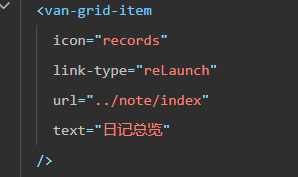 <van-grid-item
icon="records"
link-type="reLaunch"
url="../note/index"
text="日记总览"
/>